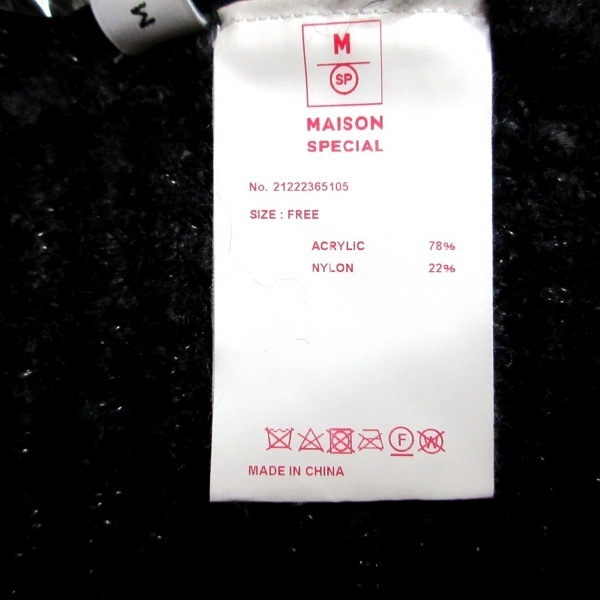 M
M
SP
MAISON
SPECIAL
No. 21222365105
SIZE : FREE
ACRYLIC 78%
NYLON 22%
F W
MADE IN CHINA